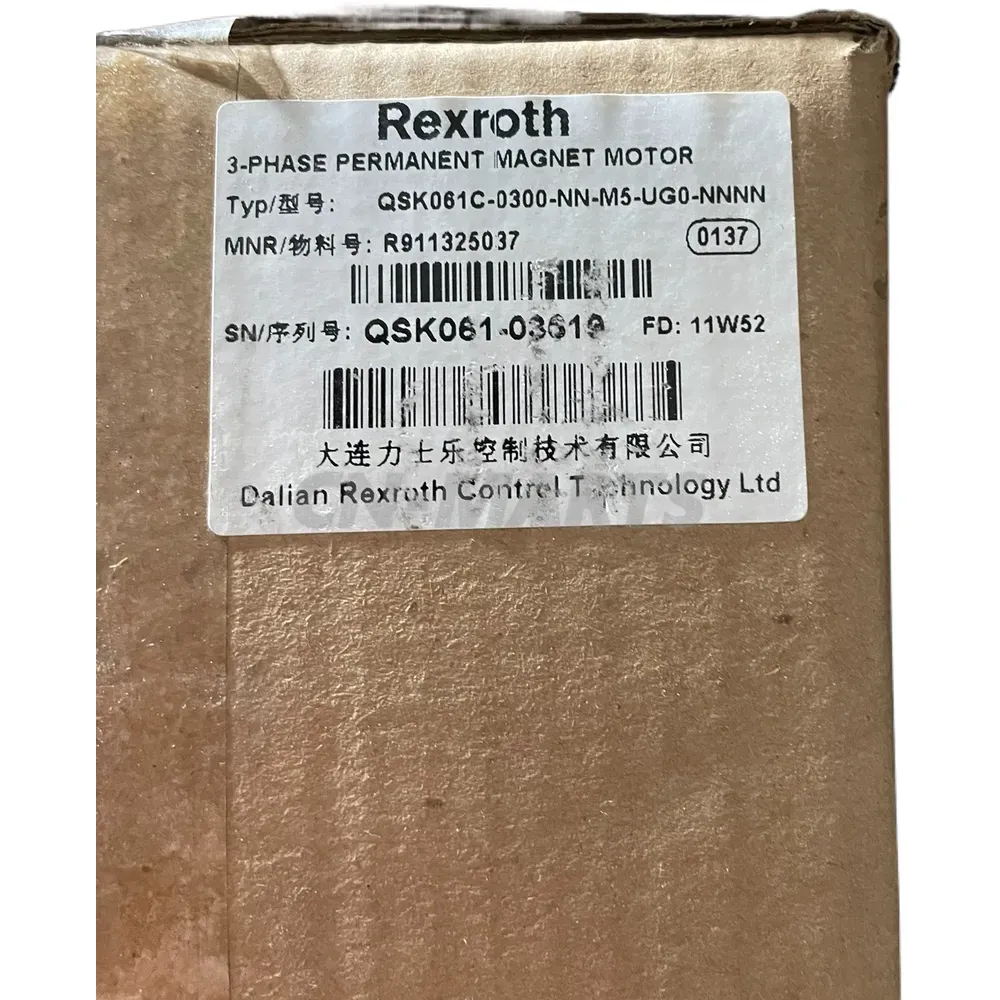 Rexroth
3-PHASE PERMANENT MAGNET MOTOR
Typ/型号: QSK061C-0300-NN-M5-UG0-NNNN
MNR/物料号: R911325037 0137
SN/序列号: QSK061-03619 FD: 11W52
大连力士乐控制技术有限公司
Dalian Rexroth Control Technology Ltd